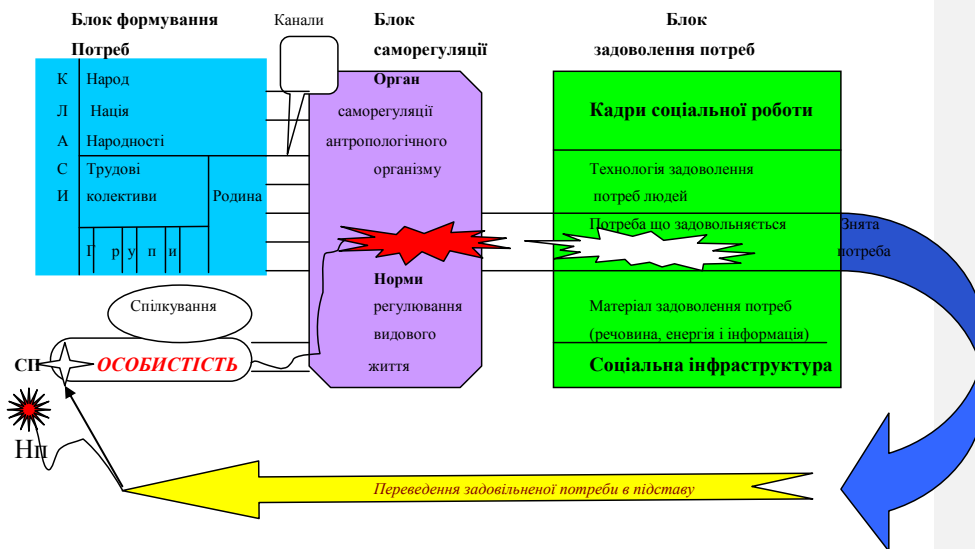 Блок формування
Потреб
Канали
Блок
саморегуляції
Блок
задоволення потреб
К Народ
Л Нація
А Народності
С Трудові
И колективи Родина
Г р у п и
Орган
саморегуляції
антропологічного
організму
Норми
регулювання
видового
життя
Кадри соціальної роботи
Технологія задоволення
потреб людей
Потреба що задовольняється
Матеріал задоволення потреб
(речовина, енергія і інформація)
Соціальна інфраструктура
Знята
потреба
Спілкування
СП ОСОБИСТІСТЬ
Нп
Переведення задовільненої потреби в підставу